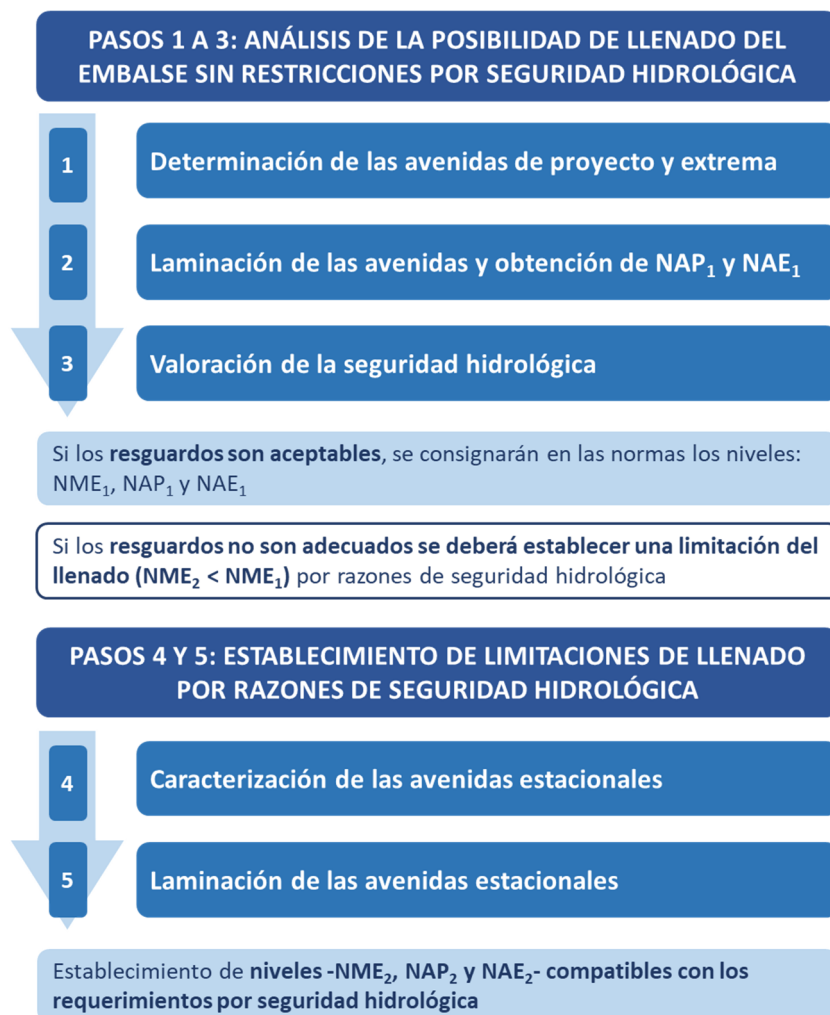 PASOS 1 A 3: ANÁLISIS DE LA POSIBILIDAD DE LLENADO DEL
EMBALSE SIN RESTRICCIONES POR SEGURIDAD HIDROLÓGICA
1
Determinación de las avenidas de proyecto y extrema
2
Laminación de las avenidas y obtención de NAP₁ y NAE₁
3
Valoración de la seguridad hidrológica
Si los resguardos son aceptables, se consignarán en las normas los niveles:
NME₁, NAP₁ y NAE₁
Si los resguardos no son adecuados se deberá establecer una limitación del
llenado (NME₂ < NME₁) por razones de seguridad hidrológica
PASOS 4 Y 5: ESTABLECIMIENTO DE LIMITACIONES DE LLENADO
POR RAZONES DE SEGURIDAD HIDROLÓGICA
4
Caracterización de las avenidas estacionales
5
Laminación de las avenidas estacionales
Establecimiento de niveles -NME₂, NAP₂ y NAE₂- compatibles con los
requerimientos por seguridad hidrológica